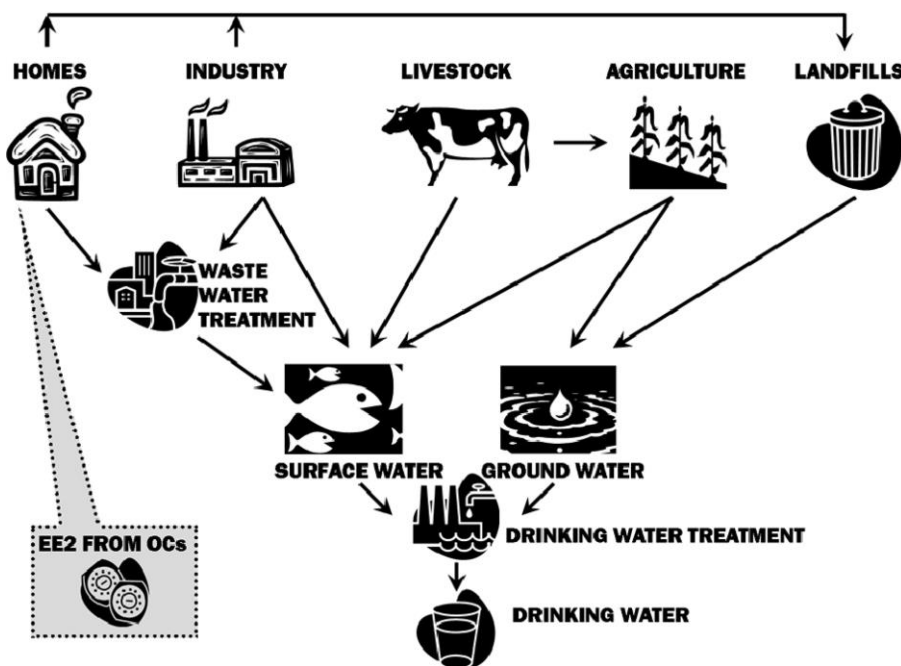 HOMES
INDUSTRY
LIVESTOCK
AGRICULTURE
LANDFILLS
WASTE
WATER
TREATMENT
SURFACE WATER
GROUND WATER
EE2 FROM OCs
DRINKING WATER TREATMENT
DRINKING WATER